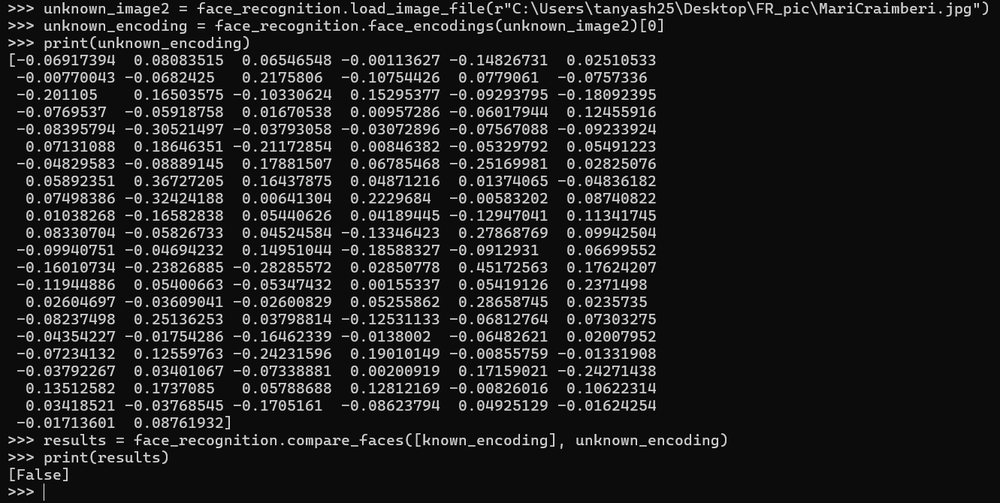 >>> unknown_image2 = face_recognition.load_image_file(r"C:\Users\tanyash25\Desktop\FR_pic\MariCraimberi.jpg")
>>> unknown_encoding = face_recognition.face_encodings(unknown_image2)[0]
>>> print(unknown_encoding)
[-0.06917394  0.08083515  0.06546548 -0.00113627 -0.14826731  0.02510533
 -0.00770043 -0.0682425   0.2175806  -0.10754426  0.0779061  -0.0757336
 -0.201105    0.16503575 -0.10330624  0.15295377 -0.09293795 -0.18092395
 -0.0769537  -0.05918758  0.01670538  0.00957286 -0.06017944  0.12455916
 -0.08395794 -0.30521497 -0.03793058 -0.03072896 -0.07567088 -0.09233924
  0.07131088  0.18646351 -0.21172854  0.00846382 -0.05329792  0.05491223
 -0.04829583 -0.08889145  0.17881507  0.06785468 -0.25169981  0.02825076
  0.05892351  0.36727205  0.16437875  0.04871216  0.01374065 -0.04836182
  0.07498386 -0.32424188  0.00641304  0.2229684  -0.00583202  0.08740822
  0.01038268 -0.16582838  0.05440626  0.04189445 -0.12947041  0.11341745
  0.08330704 -0.05826733  0.04524584 -0.13346423  0.27868769  0.09942504
 -0.09940751 -0.04694232  0.14951044 -0.18588327 -0.0912931   0.06699552
 -0.16010734 -0.23826885 -0.28285572  0.02850778  0.45172563  0.17624207
 -0.11944886  0.05400663 -0.05347432  0.00155337  0.05419126  0.2371498
  0.02604697 -0.03609041 -0.02600829  0.05255862  0.28658745  0.0235735
 -0.08237498  0.25136253  0.03798814 -0.12531133 -0.06812764  0.07303275
 -0.04354227 -0.01754286 -0.16462339 -0.0138002  -0.06482621  0.02007952
 -0.07234132  0.12559763 -0.24231596  0.19010149 -0.00855759 -0.01331908
 -0.03792267  0.03401067 -0.07338881  0.00200919  0.17159021 -0.24271438
  0.13512582  0.1737085   0.05788688  0.12812169 -0.00826016  0.10622314
  0.03418521 -0.03768545 -0.1705161  -0.08623794  0.04925129 -0.01624254
 -0.01713601  0.08761932]
>>> results = face_recognition.compare_faces([known_encoding], unknown_encoding)
>>> print(results)
[False]
>>>